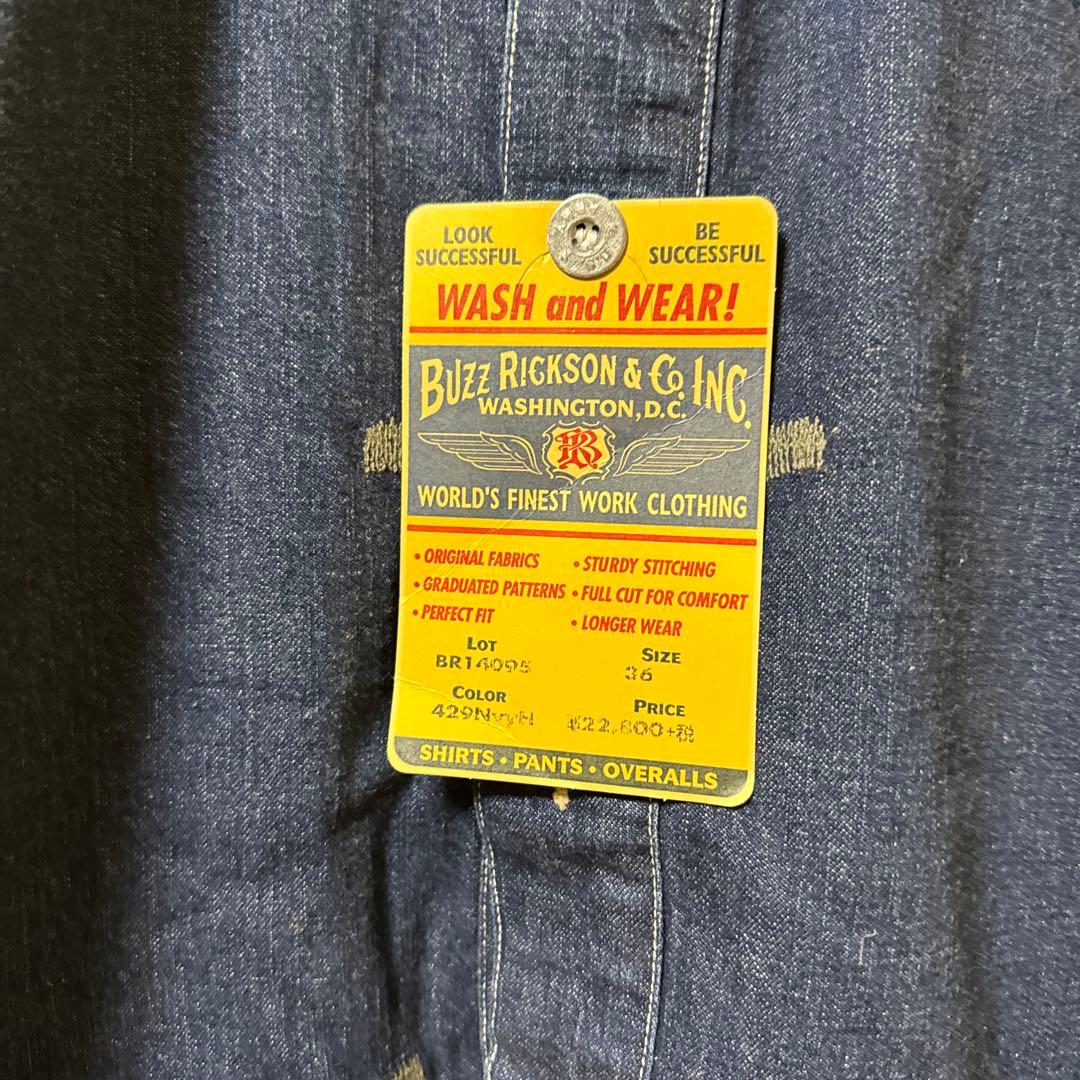 LOOK SUCCESSFUL
BE SUCCESSFUL
WASH and WEAR!
BUZZ RICKSON & Co. INC.
WASHINGTON, D.C.
BR
WORLD'S FINEST WORK CLOTHING
• ORIGINAL FABRICS
• GRADUATED PATTERNS
• PERFECT FIT
• STURDY STITCHING
• FULL CUT FOR COMFORT
• LONGER WEAR
LOT
BR14095
SIZE
36
COLOR
PRICE
¥22,800+税
SHIRTS • PANTS • OVERALLS